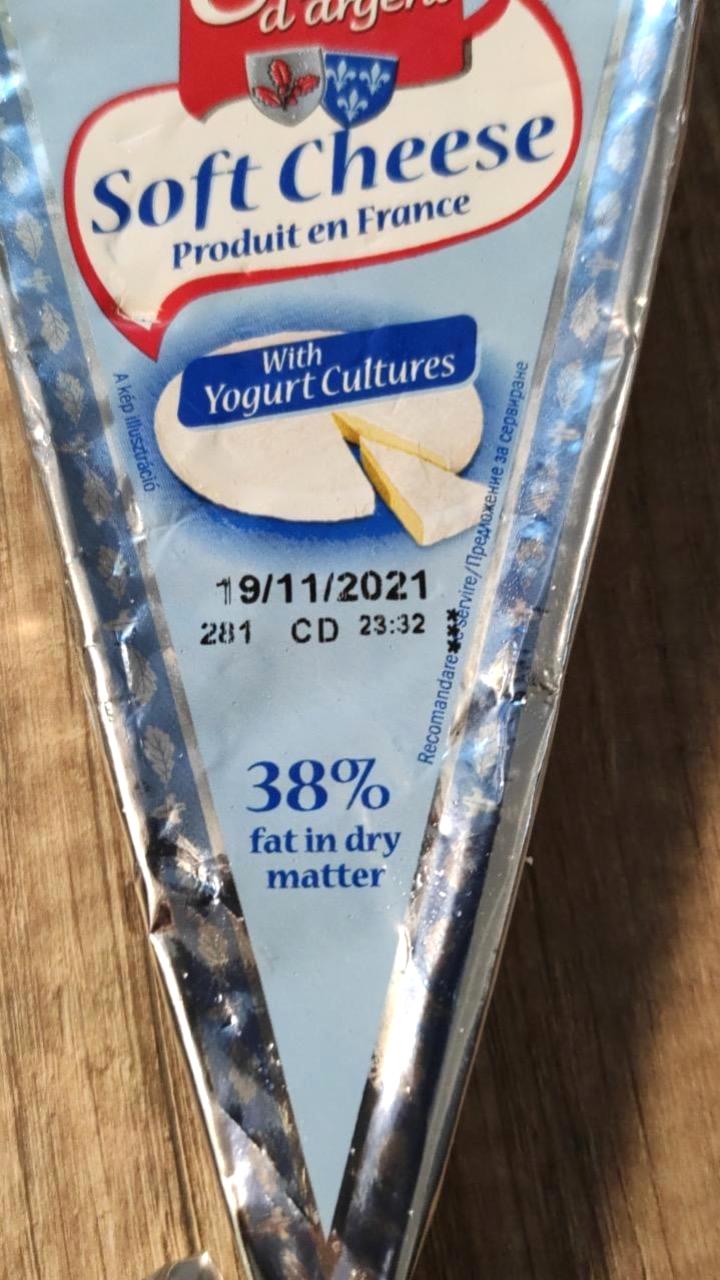 d'argent
Soft Cheese
Produit en France
With
Yogurt Cultures
A kép illusztráció
Recomandare de servire/Предложение за сервиране
19/11/2021
281 CD 23:32
38%
fat in dry
matter